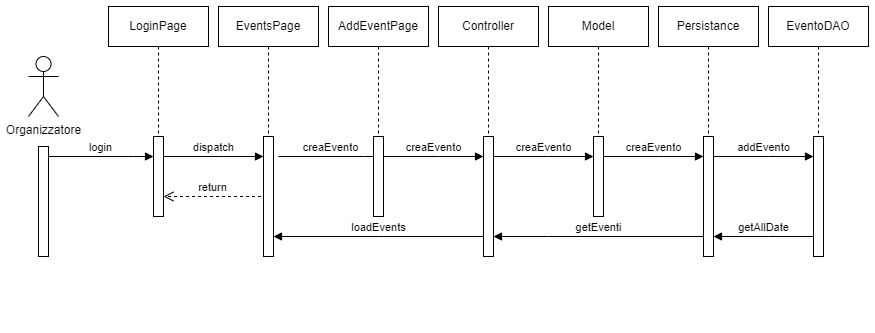 LoginPage
EventsPage
AddEventPage
Controller
Model
Persistance
EventoDAO
Organizzatore
login
dispatch
creaEvento
creaEvento
creaEvento
creaEvento
addEvento
return
loadEvents
getEventi
getAllDate